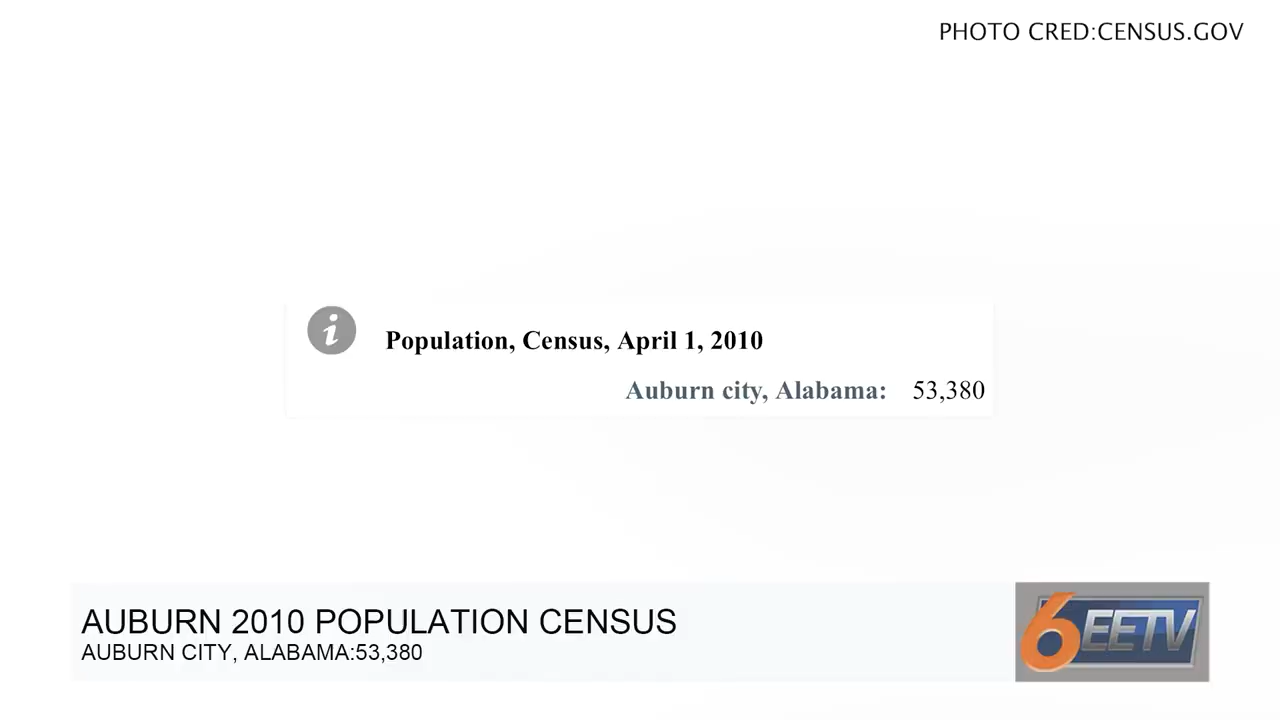 PHOTO CRED:CENSUS.GOV
i
Population, Census, April 1, 2010
Auburn city, Alabama: 53,380
AUBURN 2010 POPULATION CENSUS
AUBURN CITY, ALABAMA:53,380
6EETV